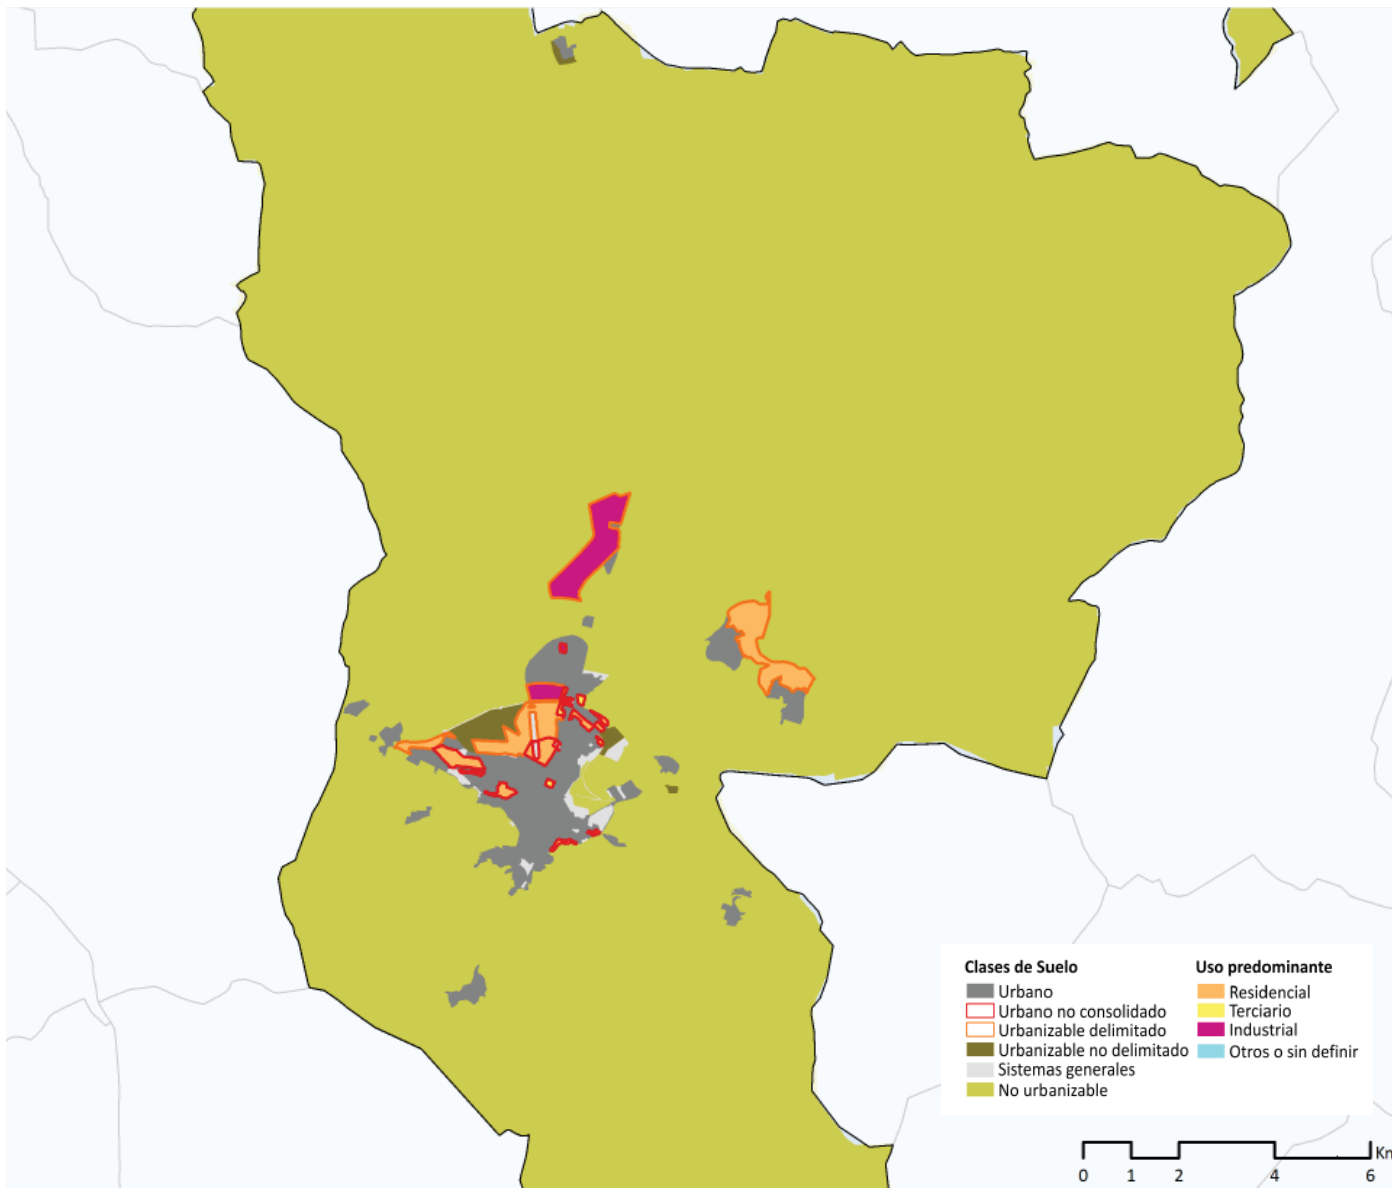 Clases de Suelo
Urbano
Urbano no consolidado
Urbanizable delimitado
Urbanizable no delimitado
Sistemas generales
No urbanizable
Uso predominante
Residencial
Terciario
Industrial
Otros o sin definir
0 1 2 4 6